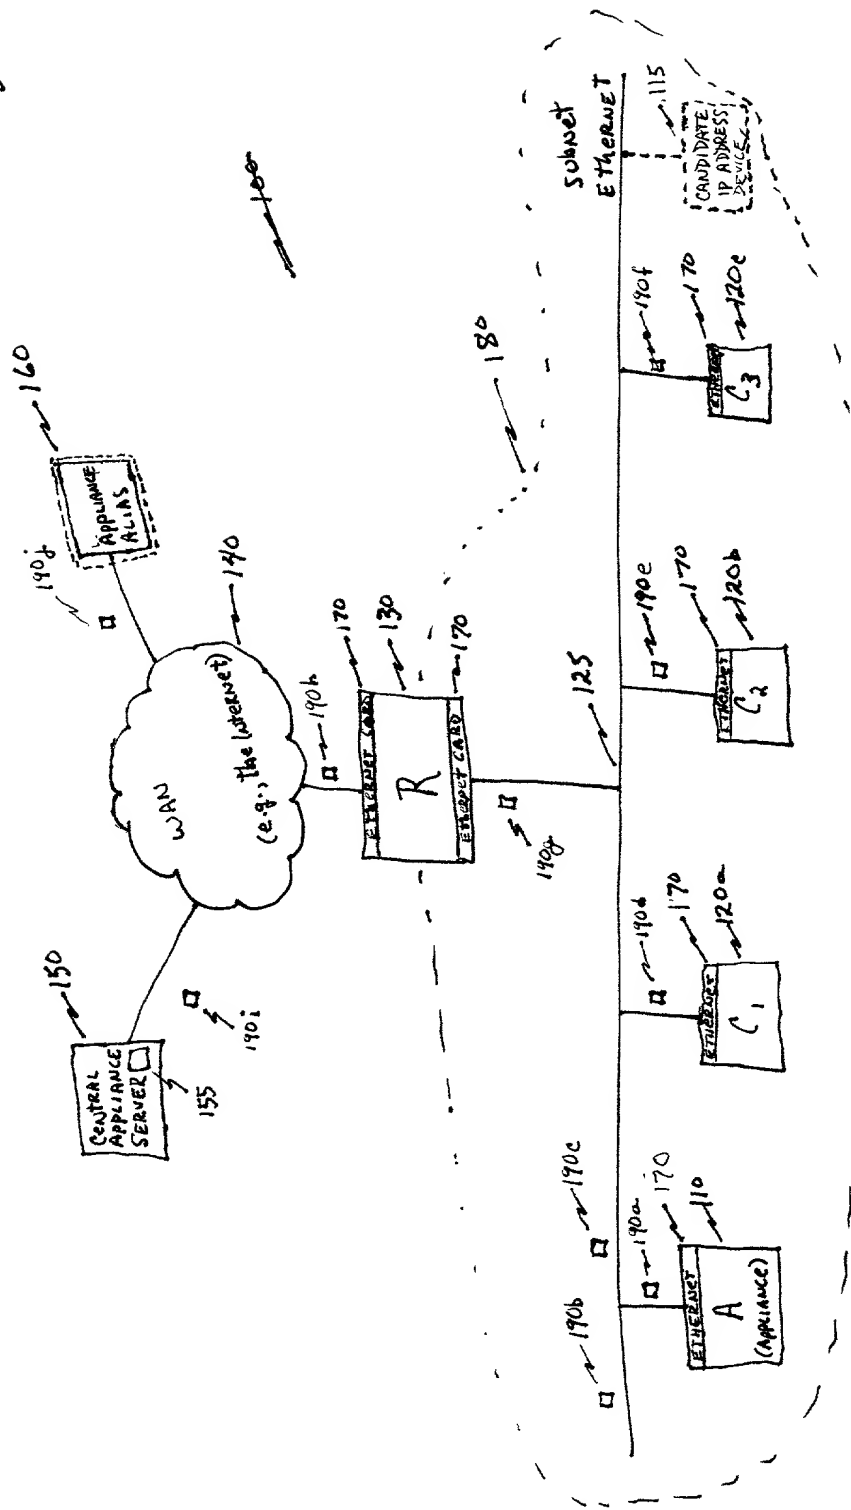 160
190j
APPLIANCE
ALIAS
100
150
CENTRAL
APPLIANCE
SERVER
155
190i
WAN
(e.g., the Internet)
140
190h
170
ETHERNET CARD
130
R
ETHERNET CARD
170
180
190g
125
SUBNET
ETHERNET
115
CANDIDATE
IP ADDRESS
DEVICE
190b
190c
190a
170
110
ETHERNET
A
(APPLIANCE)
190d
170
120a
ETHERNET
C1
190e
170
120b
ETHERNET
C2
190f
170
120c
ETHERNET
C3